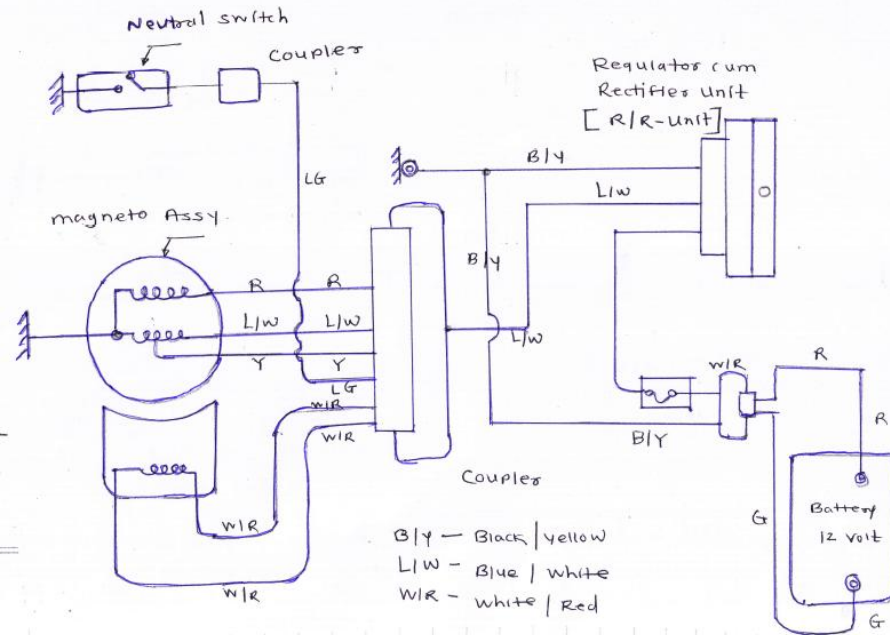 Neutral switch
Coupler
Regulator cum
Rectifier Unit
[ R/R-Unit ]
B/Y
LG
L/W
magneto Assy.
B/Y
R
R
L/W
L/W
L/W
Y
Y
LG
W/R
W/R
W/R
R
R
B/Y
Coupler
G
Battery
12 volt
W/R
W/R
G
B/Y - Black/yellow
L/W - Blue/white
W/R - white/Red